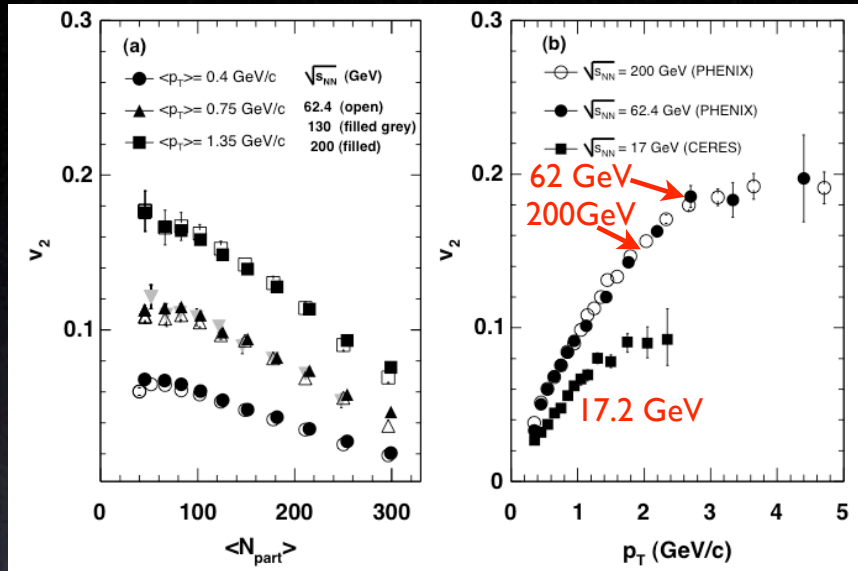 (a)
<p_T>= 0.4 GeV/c
<p_T>= 0.75 GeV/c
<p_T>= 1.35 GeV/c
√s_NN (GeV)
62.4 (open)
130 (filled grey)
200 (filled)
v_2
0.3
0.2
0.1
0
0 100 200 300
<N_part>
(b)
√s_NN = 200 GeV (PHENIX)
√s_NN = 62.4 GeV (PHENIX)
√s_NN = 17 GeV (CERES)
62 GeV
200GeV
17.2 GeV
v_2
0.3
0.2
0.1
0
0 1 2 3 4 5
p_T (GeV/c)